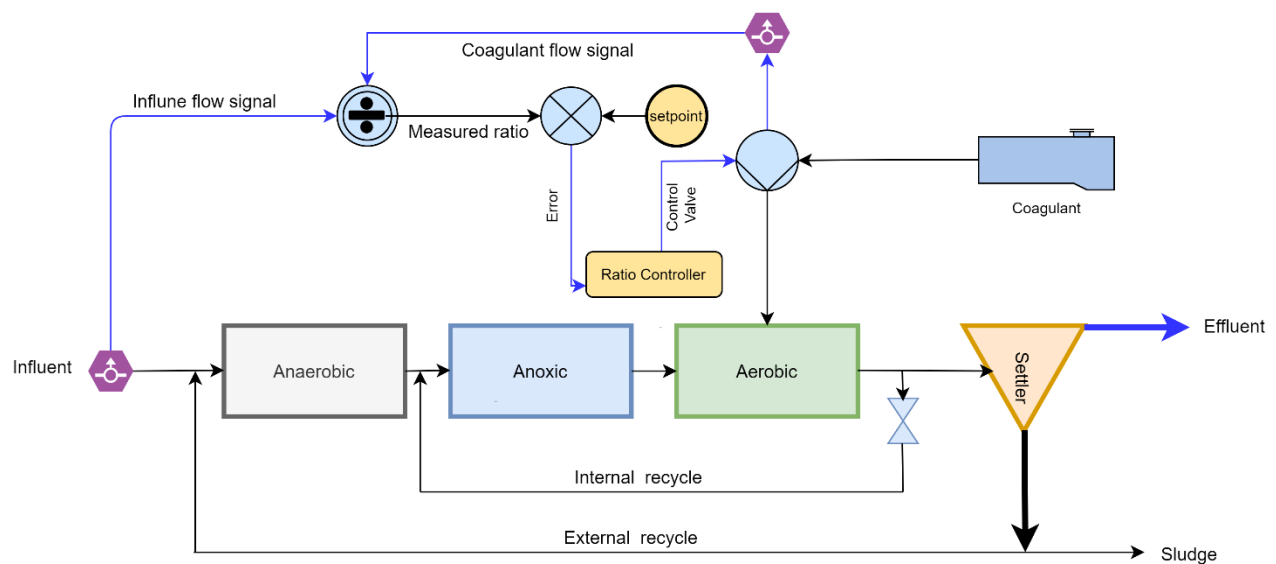 Coagulant flow signal
Influne flow signal
setpoint
Measured ratio
Error
Control
Valve
Coagulant
Ratio Controller
Effluent
Influent
Anaerobic
Anoxic
Aerobic
Settler
Internal recycle
External recycle
Sludge